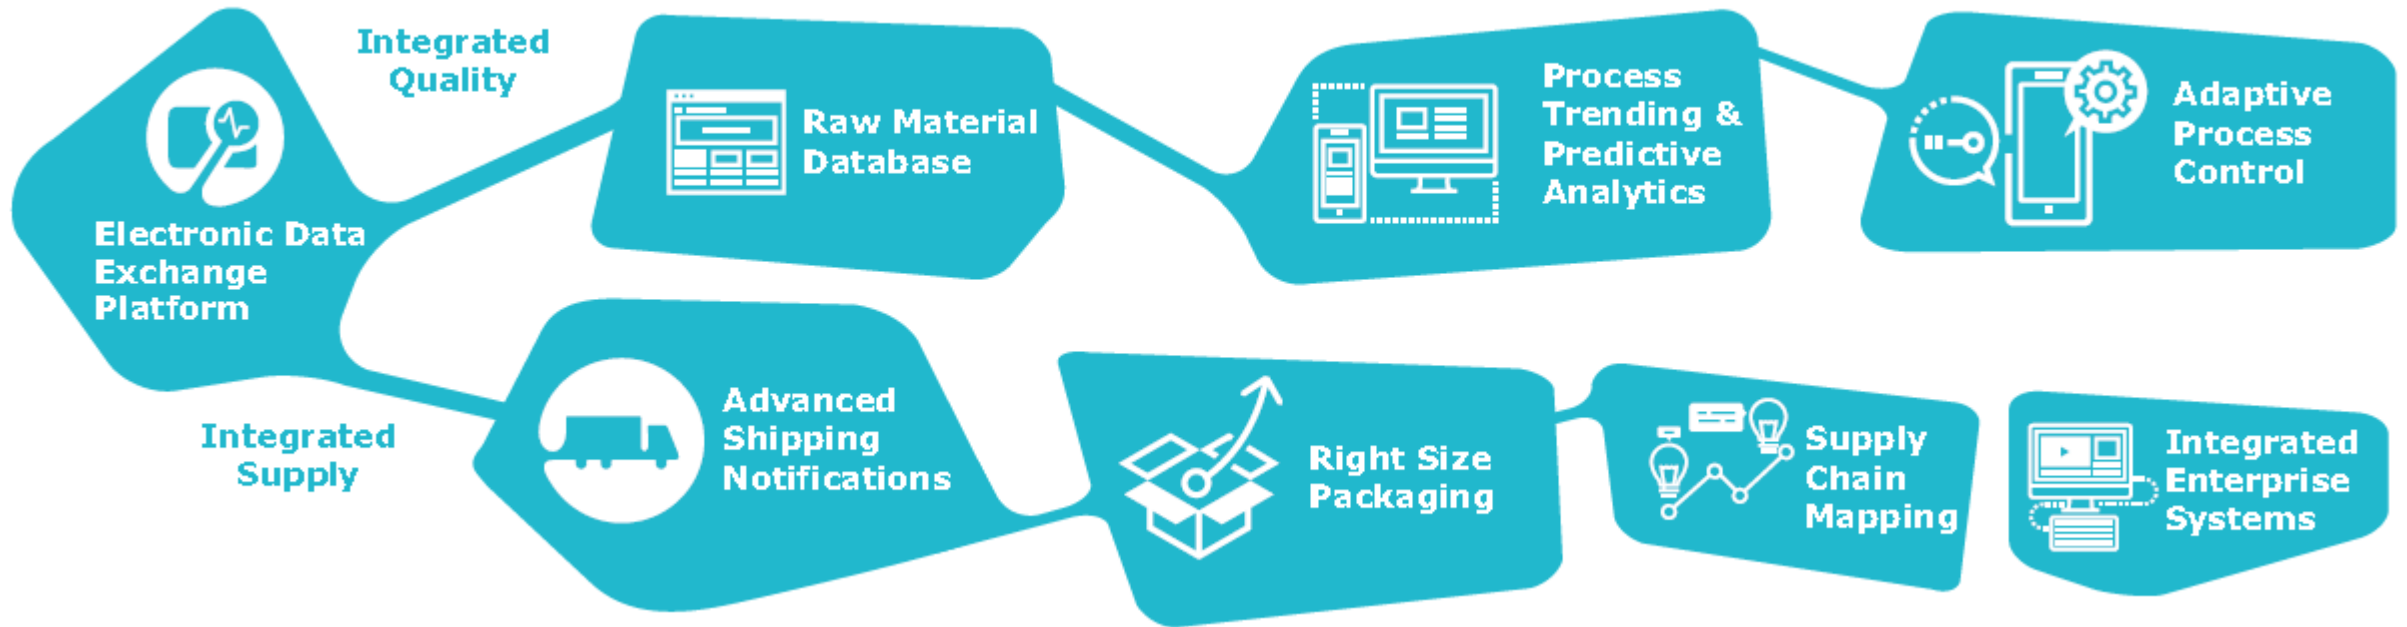 Integrated
Quality
Electronic Data
Exchange
Platform
Raw Material
Database
Process
Trending &
Predictive
Analytics
Adaptive
Process
Control
Integrated
Supply
Advanced
Shipping
Notifications
Right Size
Packaging
Supply
Chain
Mapping
Integrated
Enterprise
Systems